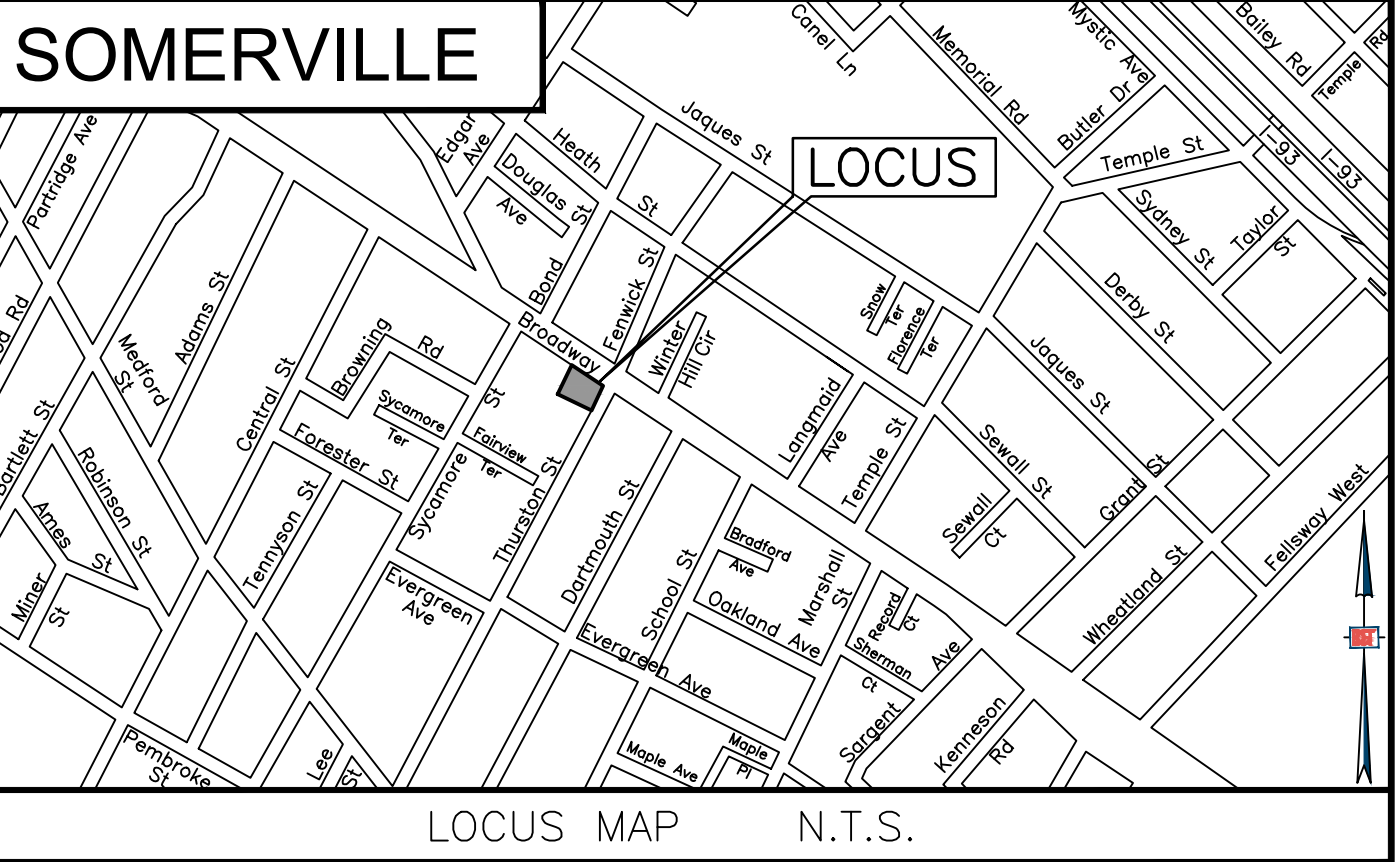 SOMERVILLE
Canel Ln
Memorial Rd
Mystic Ave
Bailey Rd
Temple
Rd
Butler Dr
I-93
I-93
Temple St
Jaques St
Heath
St
Edgar
Ave
Douglas
Ave
Partridge Ave
LOCUS
Sydney St
Taylor
St
Bond
St
Fenwick St
Broadway
Winter
Hill Cir
Snow
Ter
Florence
Ter
Derby St
Jaques St
Adams St
Medford
St
Central St
Browning
Rd
Sycamore
Ter
Forester St
Fairview
Ter
Sycamore
St
Thurston St
Langmaid
Ave
Temple St
Sewall St
Sewall
Ct
Grant St
Fellsway West
Wheatland St
Bartlett St
Robinson St
Ames
St
Miner
St
Tennyson St
Dartmouth St
School St
Bradford
Ave
Oakland Ave
Marshall
St
Record
Ct
Sherman
Ct
Ave
Evergreen
Ave
Evergreen Ave
Sargent
Kenneson
Rd
Maple Ave
Maple
Pl
Pembroke
St
Lee
St
LOCUS MAP N.T.S.